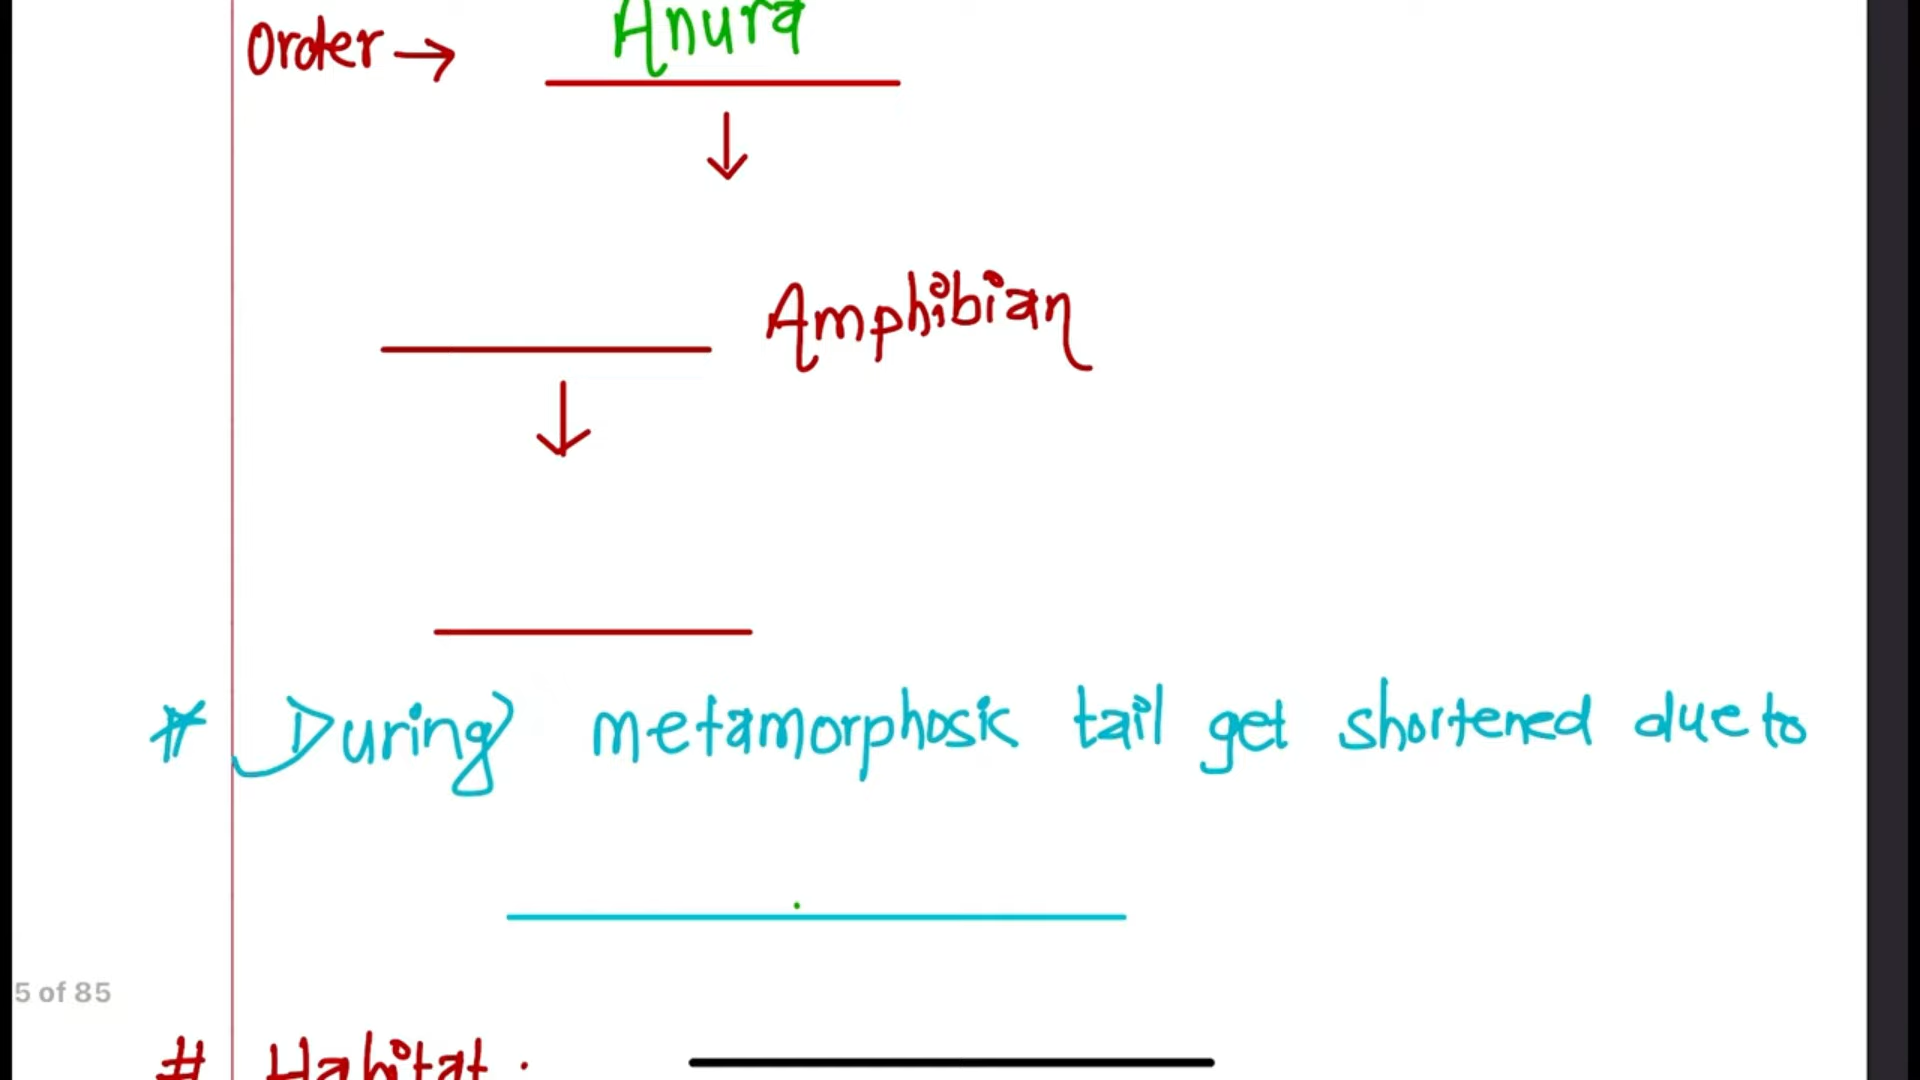 Order → Anura
Amphibian
* During metamorphosis tail get shortened due to
5 of 85
# Habitat :